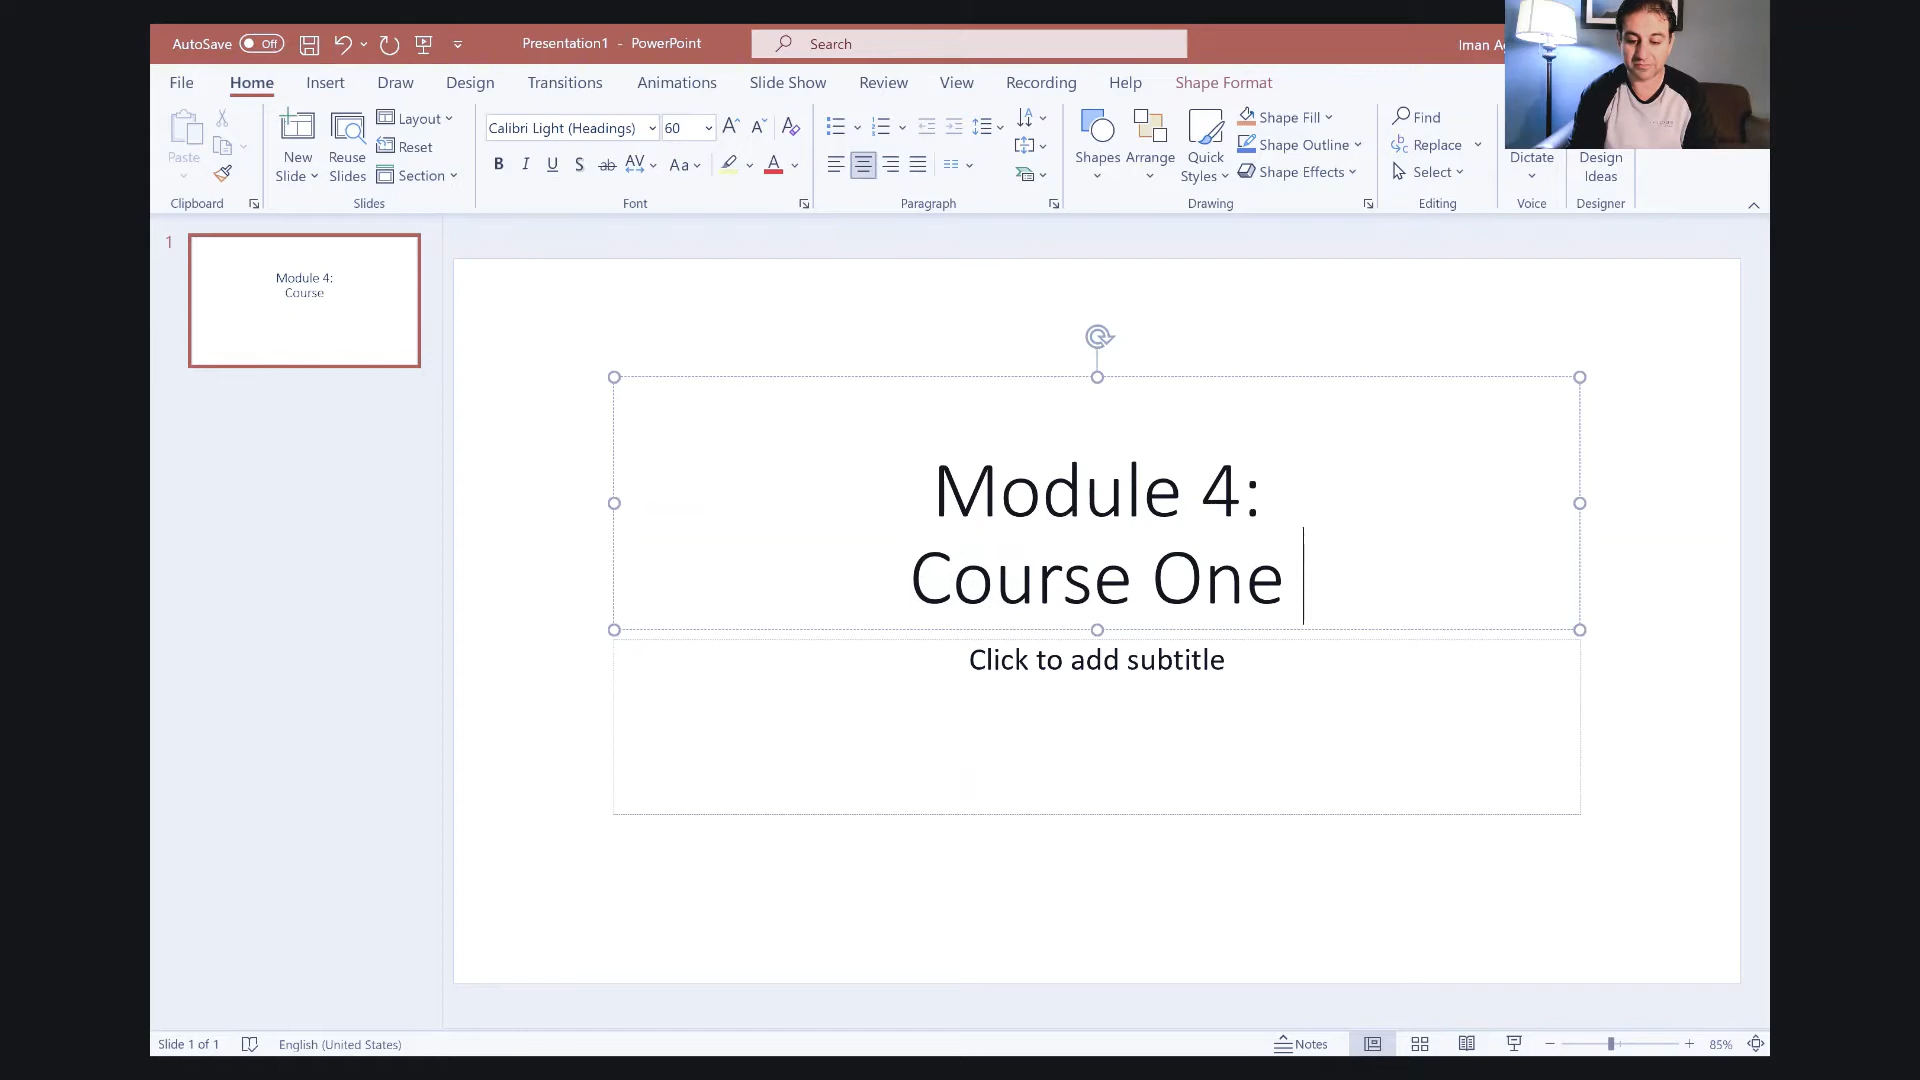 AutoSave Off
Presentation1 - PowerPoint
Search
Iman
File Home Insert Draw Design Transitions Animations Slide Show Review View Recording Help Shape Format
Paste
Clipboard
New Slide
Reuse Slides
Layout
Reset
Section
Slides
Calibri Light (Headings) 60
B I U S ab AV Aa A
Font
Paragraph
Shapes
Arrange
Quick Styles
Shape Fill
Shape Outline
Shape Effects
Drawing
Find
Replace
Select
Editing
Dictate
Voice
Design Ideas
Designer
1
Module 4:
Course
Module 4:
Course One
Click to add subtitle
Slide 1 of 1
English (United States)
Notes
85%